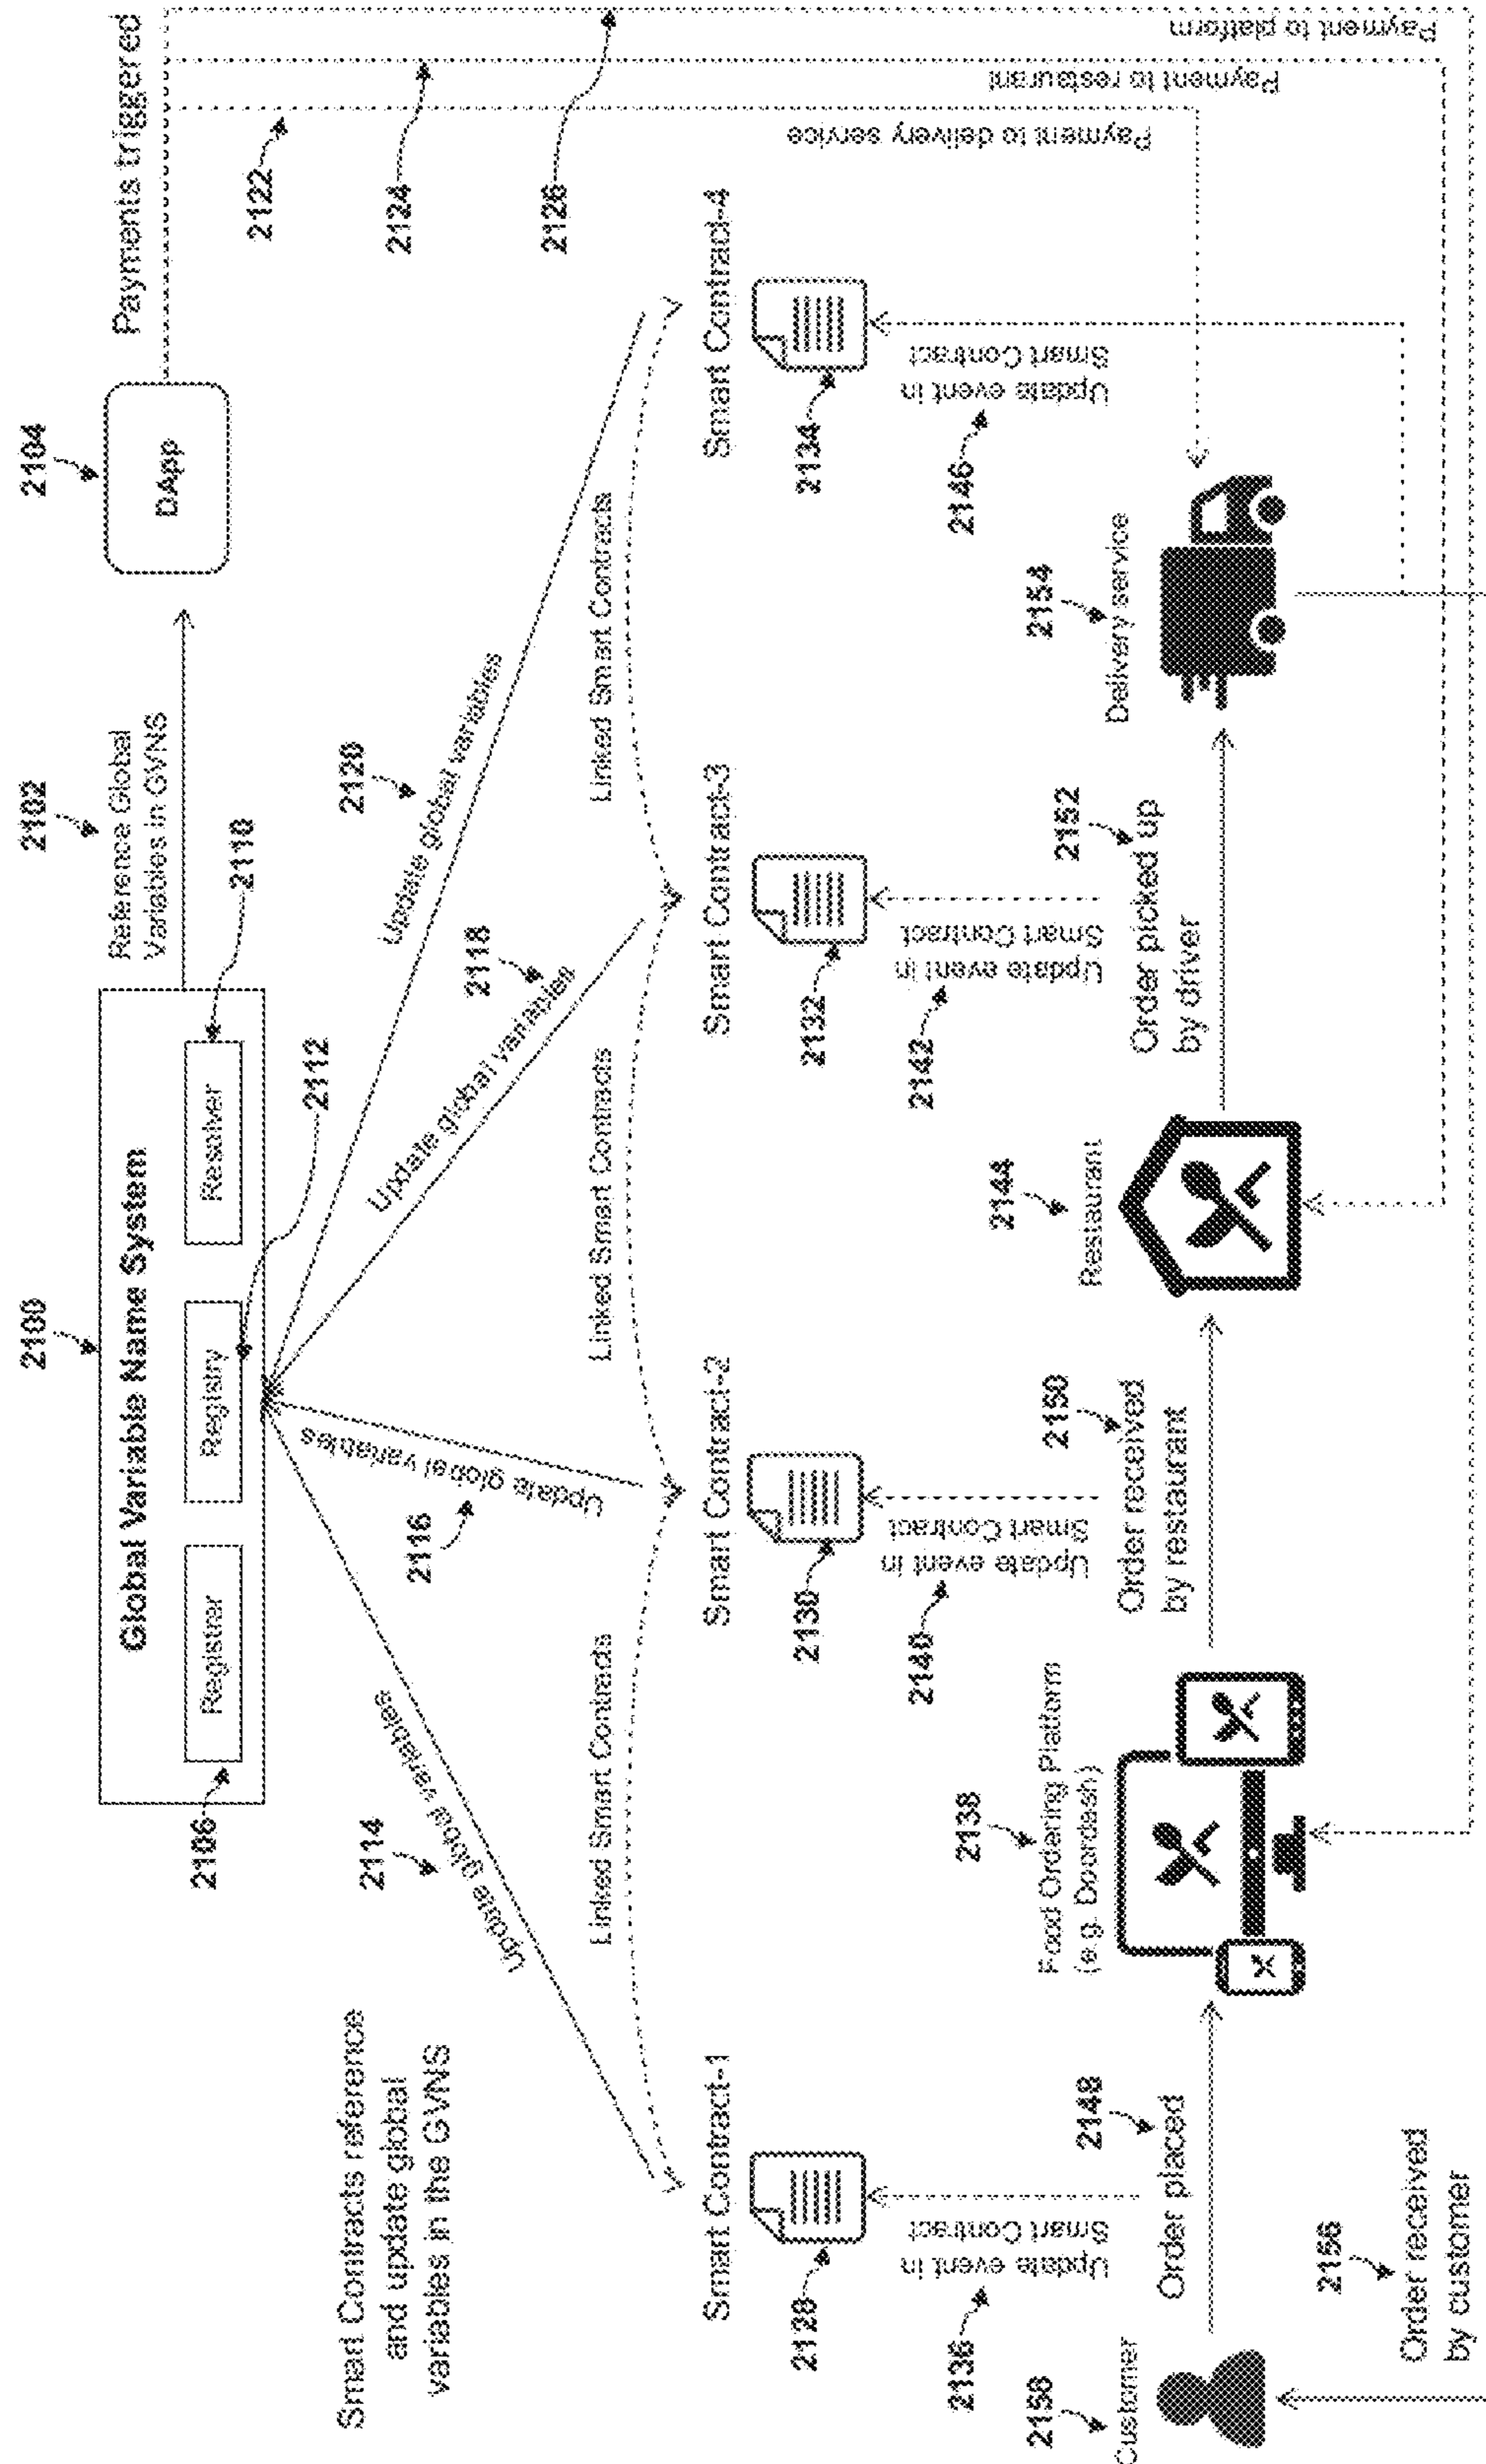 2100
2102
2104
Global Variable Name System
Registrer
Registry
Resolver
Reference Global
Variables in GVNS
DApp
Payments triggered
2106
2112
2110
Smart Contracts reference
and update global
variables in the GVNS
2114
Update global variables
2116
Update global variables
2118
Update global variables
2120
Update global variables
2122
2124
2126
Linked Smart Contracts
Linked Smart Contracts
Linked Smart Contracts
Smart Contract-1
Smart Contract-2
Smart Contract-3
Smart Contract-4
2128
2130
2132
2134
2136
Update event in
Smart Contract
2140
Update event in
Smart Contract
2142
Update event in
Smart Contract
2146
Update event in
Smart Contract
Payment to delivery service
Payment to restaurant
Payment to platform
2158
Customer
2148
Order placed
2138
Food Ordering Platform
(e.g. Doordash)
2150
Order received
by restaurant
2144
Restaurant
2152
Order picked up
by driver
2154
Delivery service
2156
Order received
by customer